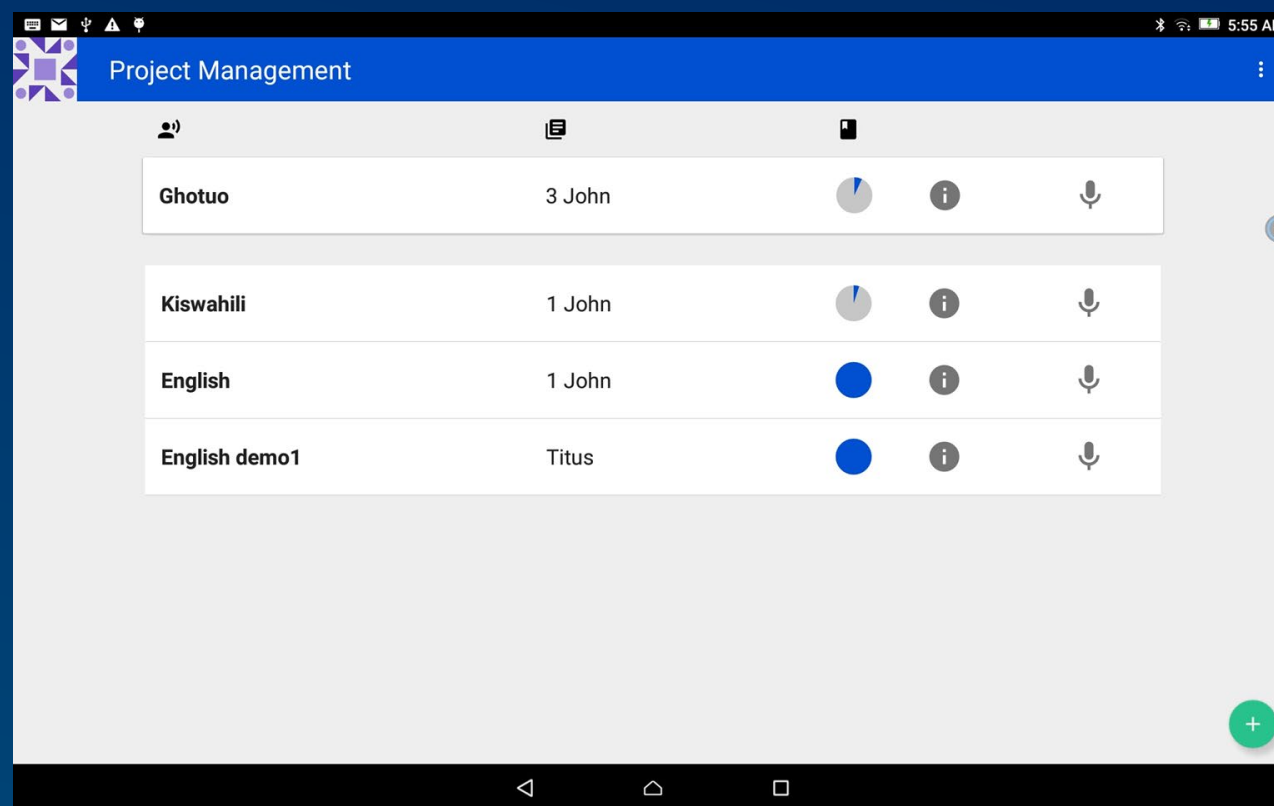 5:55 A
Project Management
Ghotuo 3 John
Kiswahili 1 John
English 1 John
English demo1 Titus